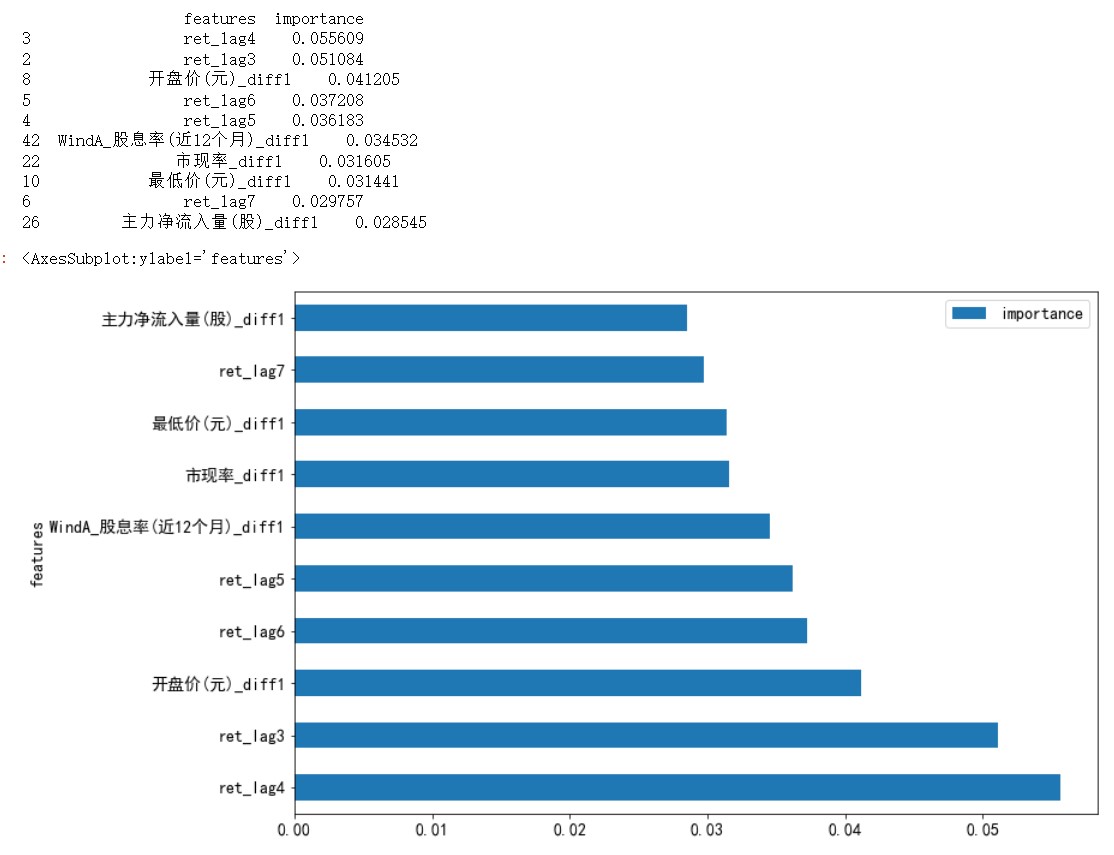 features importance
3 ret_lag4 0.055609
2 ret_lag3 0.051084
8 开盘价(元)_diff1 0.041205
5 ret_lag6 0.037208
4 ret_lag5 0.036183
42 WindA_股息率(近12个月)_diff1 0.034532
22 市现率_diff1 0.031605
10 最低价(元)_diff1 0.031441
6 ret_lag7 0.029757
26 主力净流入量(股)_diff1 0.028545
: <AxesSubplot:ylabel='features'>
importance
主力净流入量(股)_diff1
ret_lag7
最低价(元)_diff1
市现率_diff1
WindA_股息率(近12个月)_diff1
ret_lag5
ret_lag6
开盘价(元)_diff1
ret_lag3
ret_lag4
features
0.00 0.01 0.02 0.03 0.04 0.05